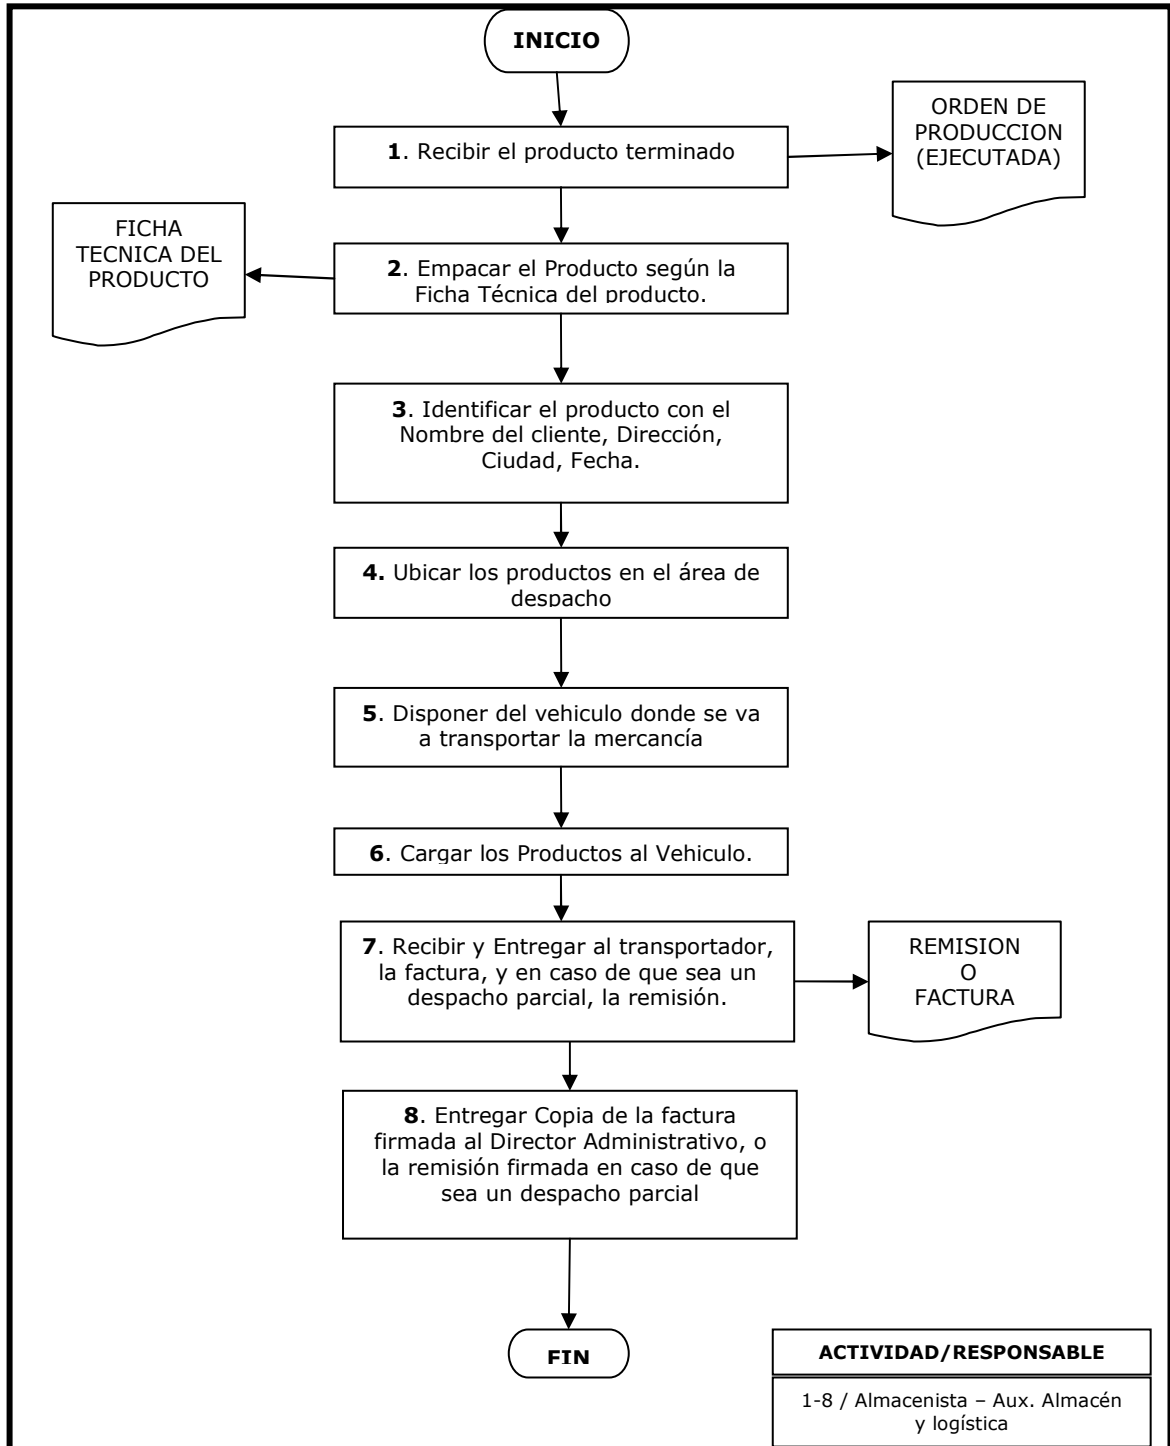 INICIO
1. Recibir el producto terminado
ORDEN DE
PRODUCCION
(EJECUTADA)
FICHA
TECNICA DEL
PRODUCTO
2. Empacar el Producto según la
Ficha Técnica del producto.
3. Identificar el producto con el
Nombre del cliente, Dirección,
Ciudad, Fecha.
4. Ubicar los productos en el área de
despacho
5. Disponer del vehiculo donde se va
a transportar la mercancía
6. Cargar los Productos al Vehiculo.
7. Recibir y Entregar al transportador,
la factura, y en caso de que sea un
despacho parcial, la remisión.
REMISION
O
FACTURA
8. Entregar Copia de la factura
firmada al Director Administrativo, o
la remisión firmada en caso de que
sea un despacho parcial
FIN
ACTIVIDAD/RESPONSABLE
1-8 / Almacenista – Aux. Almacén
y logística